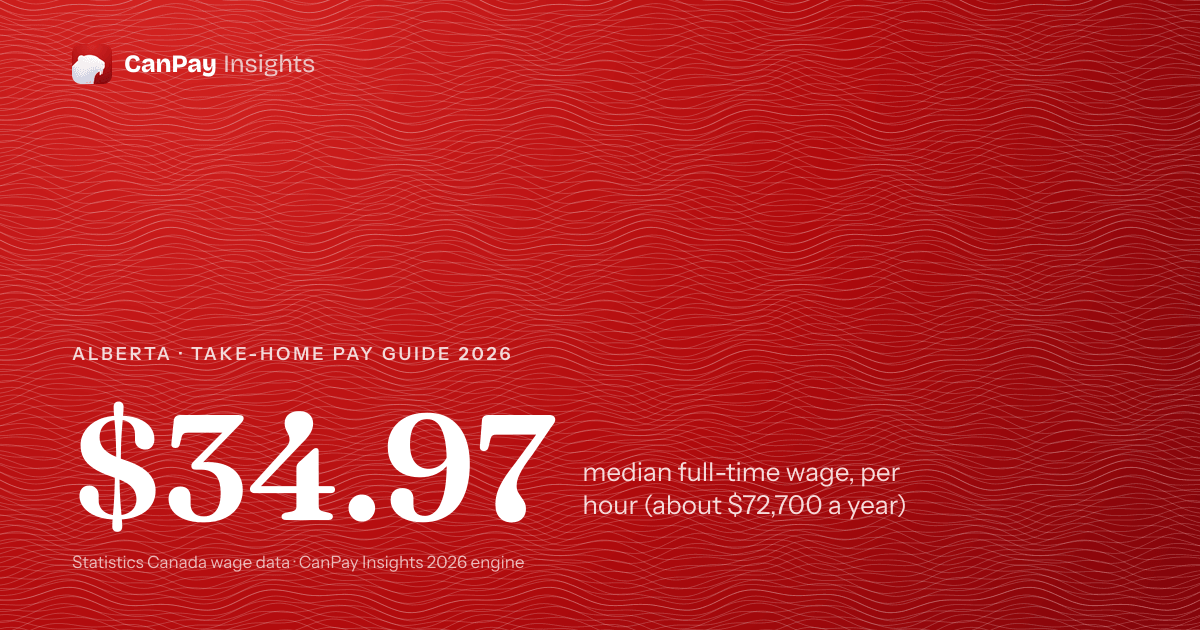 CanPay Insights
ALBERTA · TAKE-HOME PAY GUIDE 2026
$34.97
median full-time wage, per
hour (about $72,700 a year)
Statistics Canada wage data · CanPay Insights 2026 engine